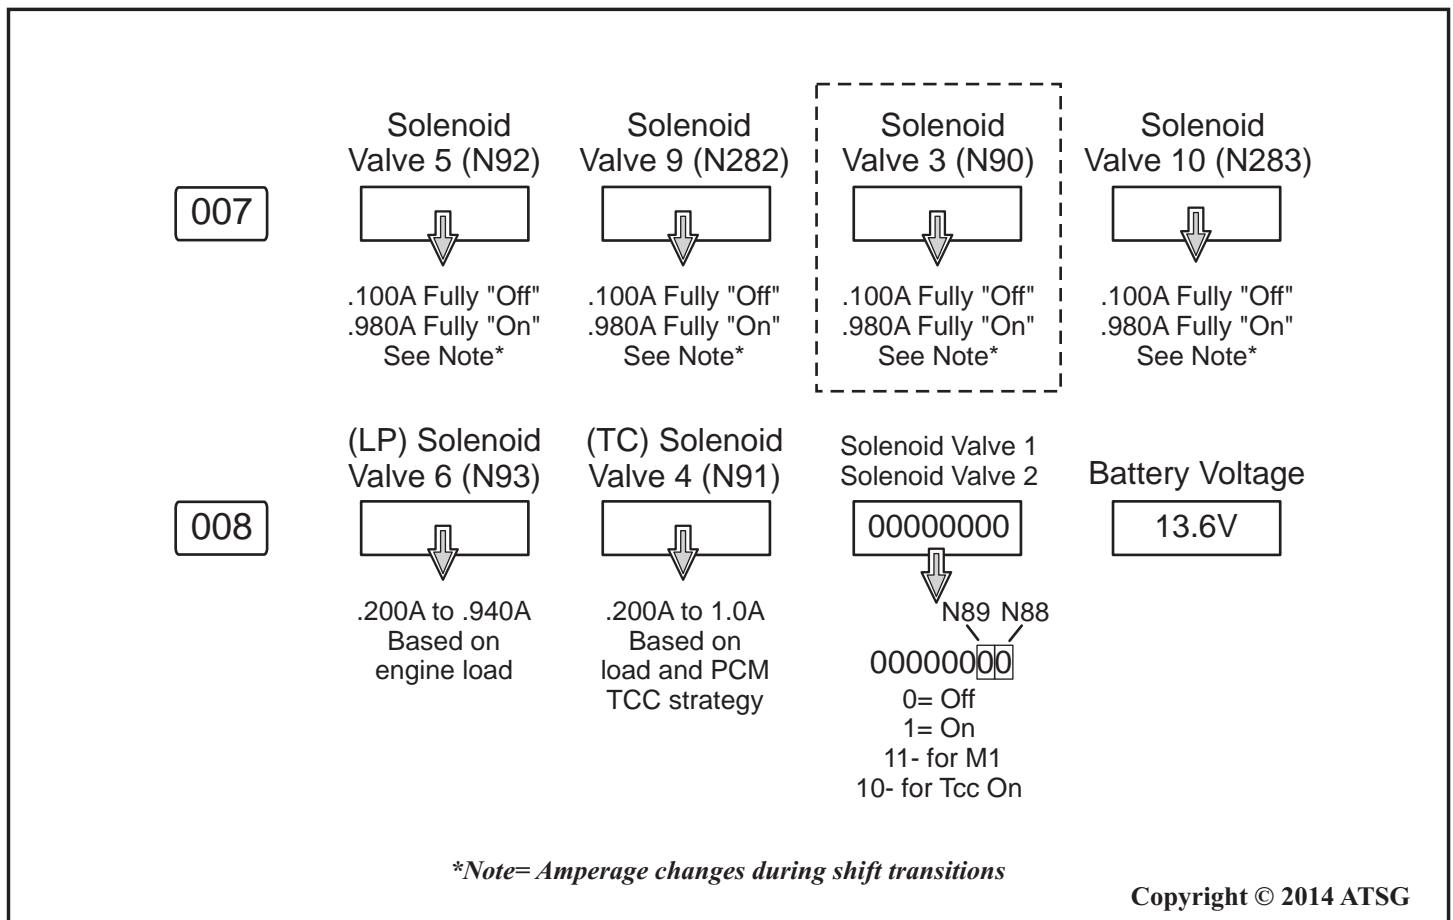 007
Solenoid
Valve 5 (N92)
.100A Fully "Off"
.980A Fully "On"
See Note*
Solenoid
Valve 9 (N282)
.100A Fully "Off"
.980A Fully "On"
See Note*
Solenoid
Valve 3 (N90)
.100A Fully "Off"
.980A Fully "On"
See Note*
Solenoid
Valve 10 (N283)
.100A Fully "Off"
.980A Fully "On"
See Note*
008
(LP) Solenoid
Valve 6 (N93)
.200A to .940A
Based on
engine load
(TC) Solenoid
Valve 4 (N91)
.200A to 1.0A
Based on
load and PCM
TCC strategy
Solenoid Valve 1
Solenoid Valve 2
00000000
N89 N88
00000000
0= Off
1= On
11- for M1
10- for Tcc On
Battery Voltage
13.6V
*Note= Amperage changes during shift transitions
Copyright © 2014 ATSG